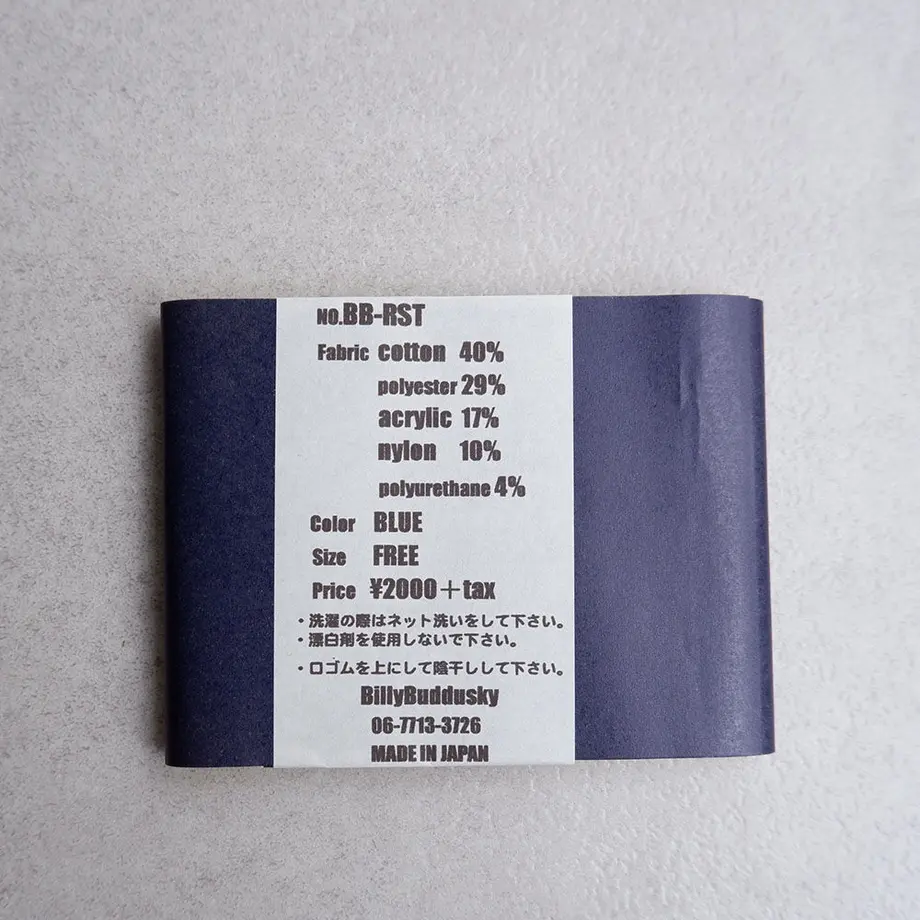 NO.BB-RST
Fabric cotton 40%
polyester 29%
acrylic 17%
nylon 10%
polyurethane 4%
Color BLUE
Size FREE
Price ¥2000+tax
・洗濯の際はネット洗いをして下さい。
・漂白剤を使用しないで下さい。
・口ゴムを上にして陰干しして下さい。
BillyBuddusky
06-7713-3726
MADE IN JAPAN